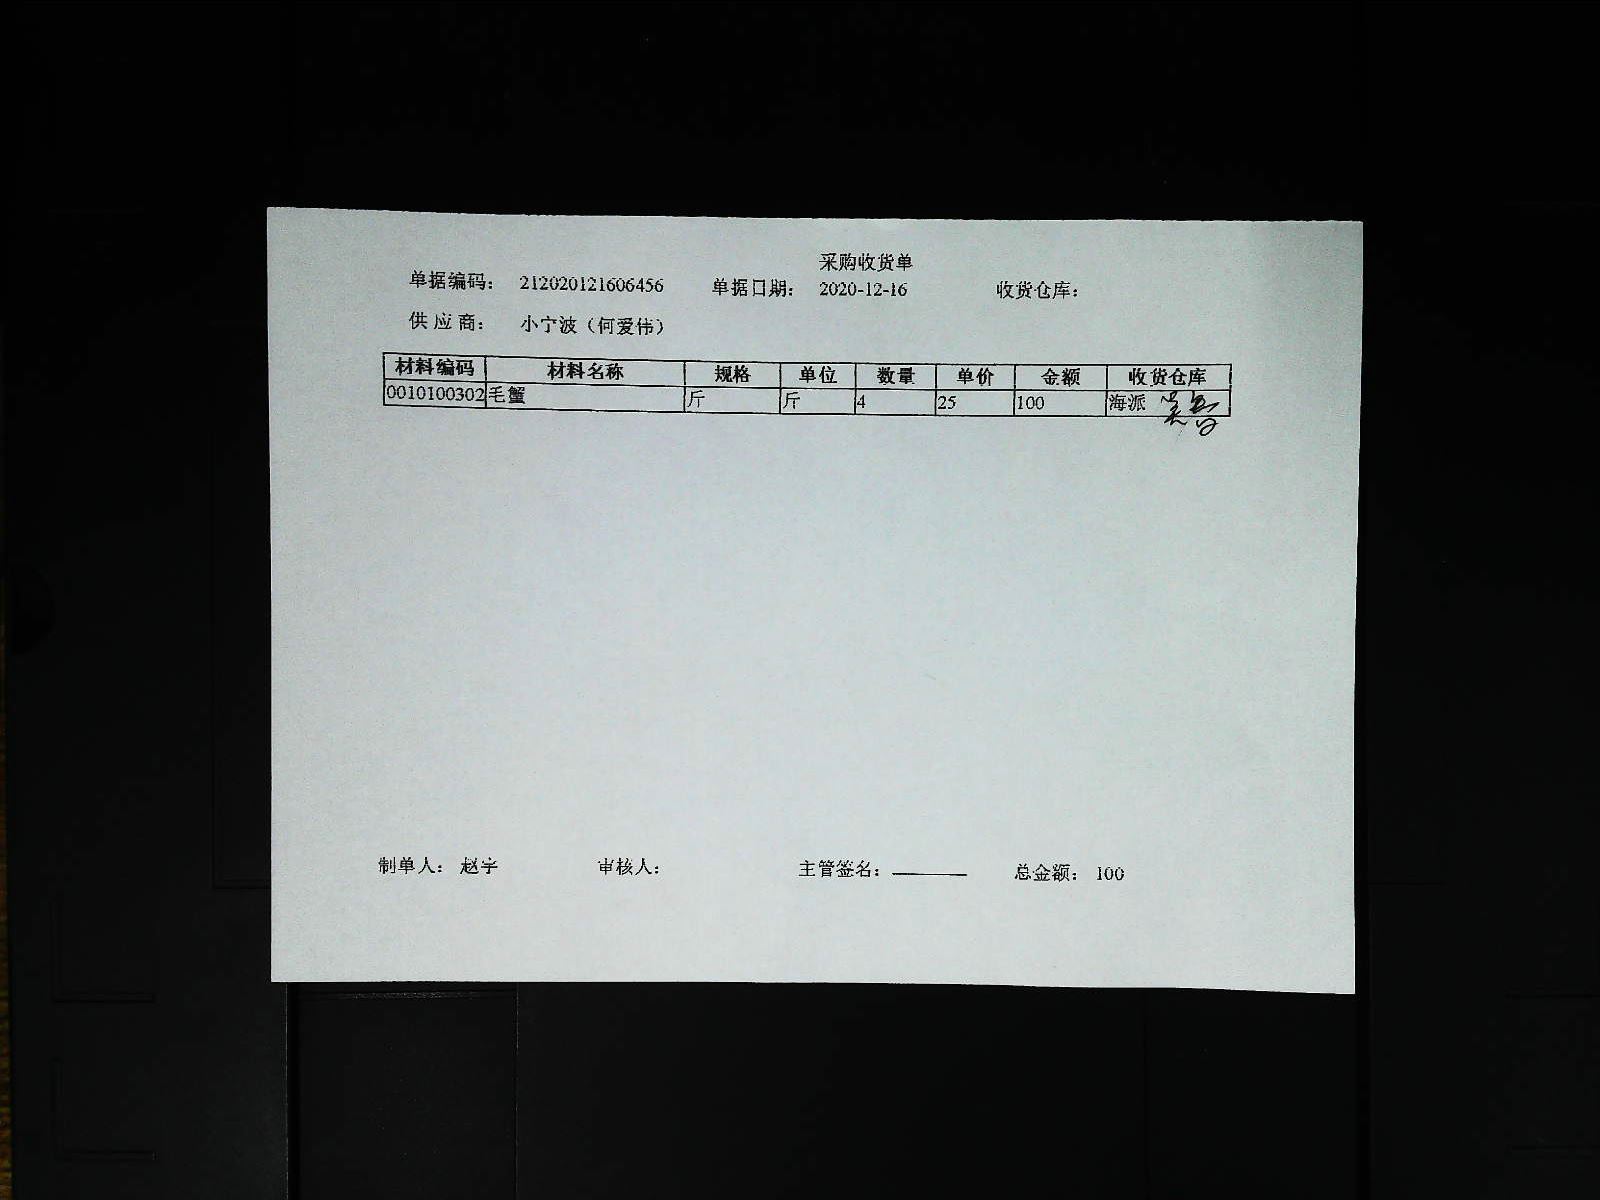 采购收货单
单据编码： 212020121606456 单据日期： 2020-12-16 收货仓库：
供 应 商： 小宁波（何爱伟）
材料编码 材料名称 规格 单位 数量 单价 金额 收货仓库
0010100302 毛蟹 斤 斤 4 25 100 海派
制单人： 赵宇 审核人： 主管签名： 总金额： 100